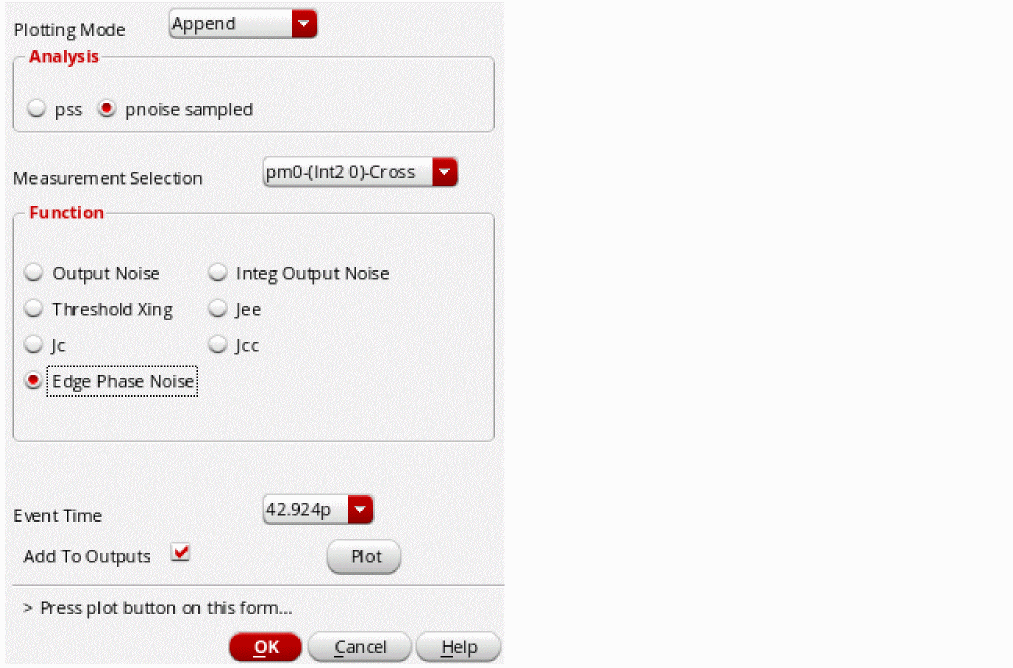 Plotting Mode Append
Analysis
pss pnoise sampled
Measurement Selection pm0-(Int2 0)-Cross
Function
Output Noise Integ Output Noise
Threshold Xing Jee
Jc Jcc
Edge Phase Noise
Event Time 42.924p
Add To Outputs Plot
> Press plot button on this form...
OK Cancel Help